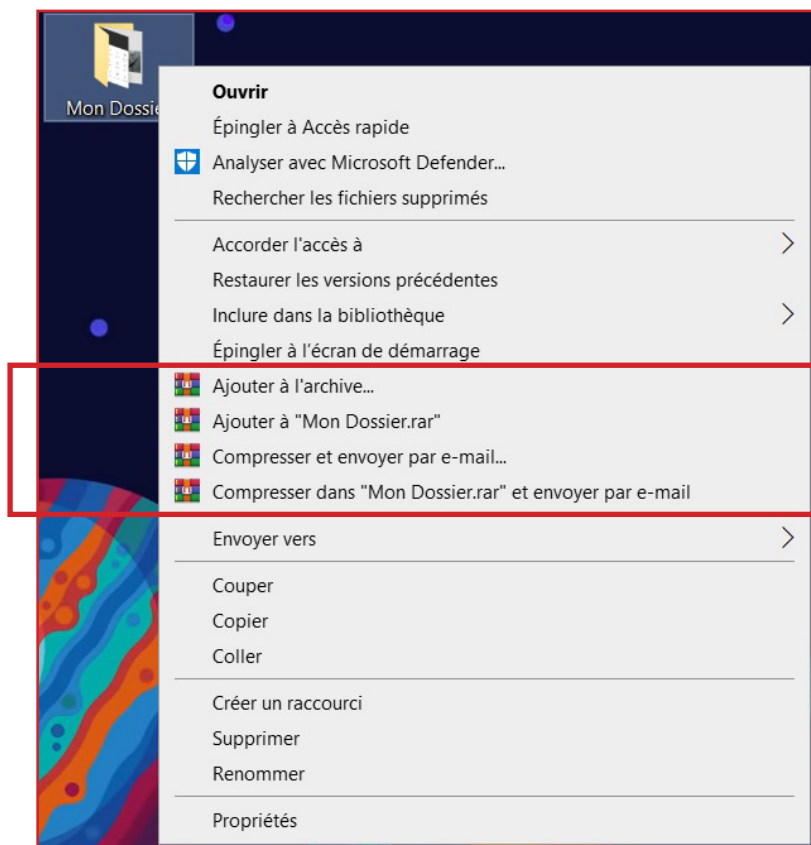 Mon Dossie
Ouvrir
Épingler à Accès rapide
Analyser avec Microsoft Defender...
Rechercher les fichiers supprimés
Accorder l'accès à
Restaurer les versions précédentes
Inclure dans la bibliothèque
Épingler à l'écran de démarrage
Ajouter à l'archive...
Ajouter à "Mon Dossier.rar"
Compresser et envoyer par e-mail...
Compresser dans "Mon Dossier.rar" et envoyer par e-mail
Envoyer vers
Couper
Copier
Coller
Créer un raccourci
Supprimer
Renommer
Propriétés